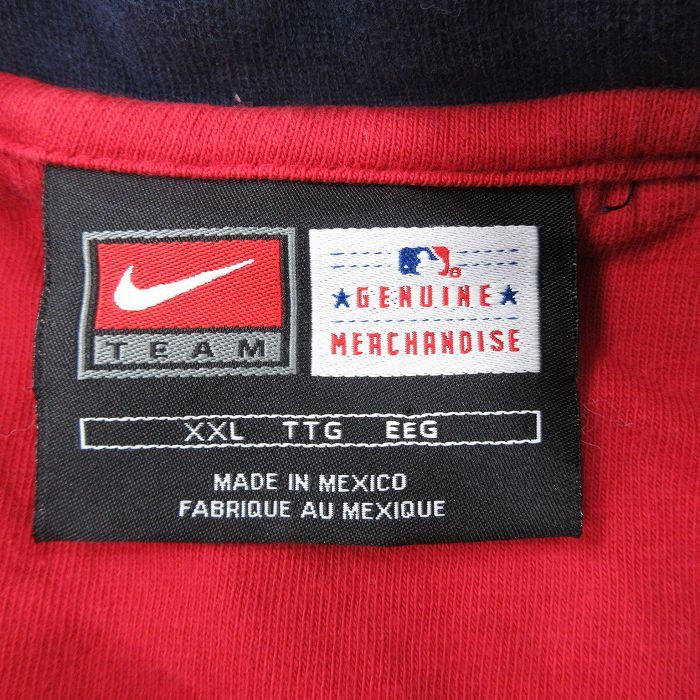 TEAM
GENUINE
MERCHANDISE
XXL TTG EEG
MADE IN MEXICO
FABRIQUE AU MEXIQUE